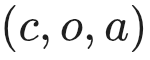 (c, o, a)